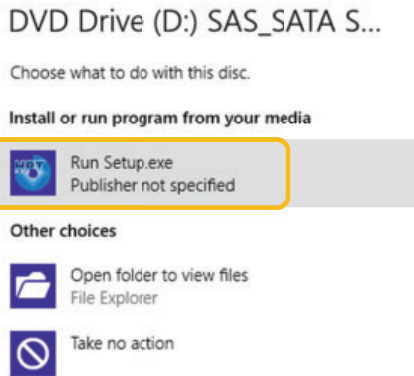 DVD Drive (D:) SAS_SATA S...
Choose what to do with this disc.
Install or run program from your media
Run Setup.exe
Publisher not specified
Other choices
Open folder to view files
File Explorer
Take no action